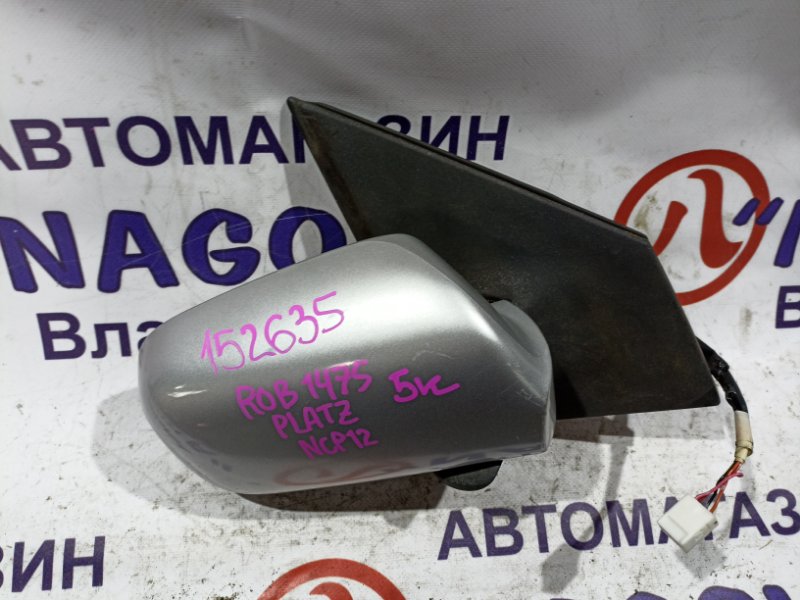 АВТОМАГАЗИН
NAGO
Л
"
Вла
152635
ROB 1475 5к
PLATZ
NCP12
АВТОМАГАЗ
ЗИН